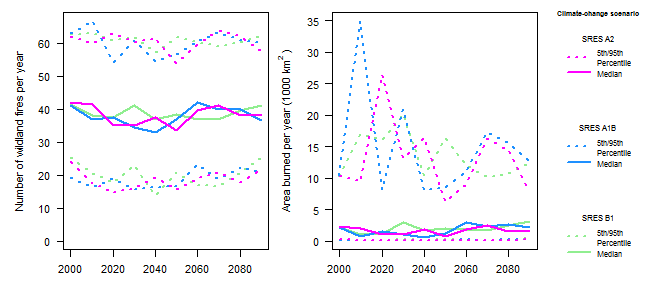 Climate-change scenario
Number of wildland fires per year
60
50
40
30
20
10
0
2000 2020 2040 2060 2080
Area burned per year (1000 km²)
35
30
25
20
15
10
5
0
2000 2020 2040 2060 2080
SRES A2
5th/95th
Percentile
Median
SRES A1B
5th/95th
Percentile
Median
SRES B1
5th/95th
Percentile
Median